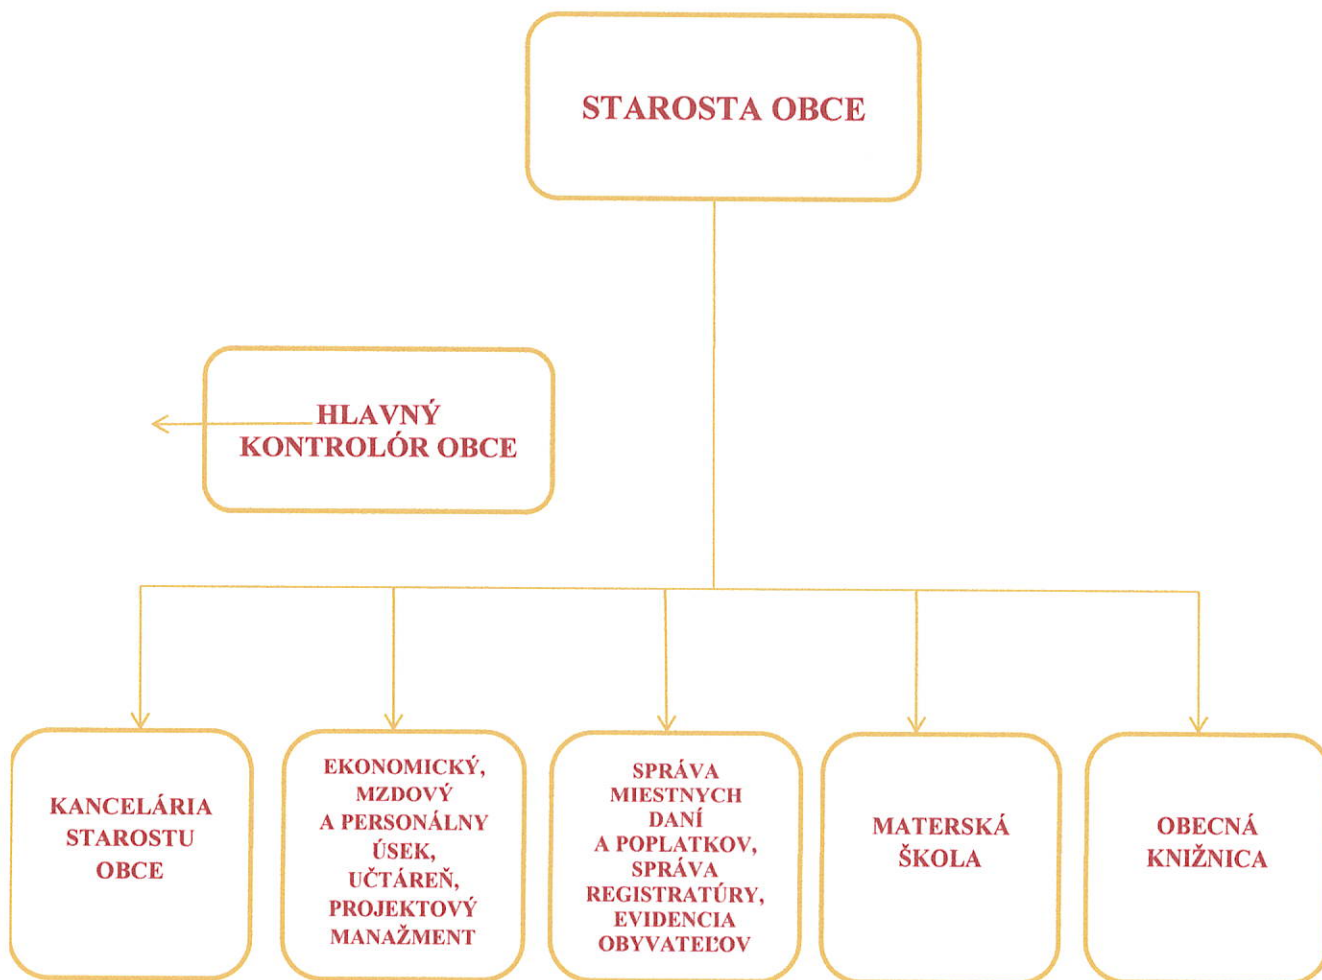 STAROSTA OBCE
HLAVNÝ
KONTROLÓR OBCE
KANCELÁRIA
STAROSTU
OBCE
EKONOMICKÝ,
MZDOVÝ
A PERSONÁLNY
ÚSEK,
UČTÁREŇ,
PROJEKTOVÝ
MANAŽMENT
SPRÁVA
MIESTNYCH
DANÍ
A POPLATKOV,
SPRÁVA
REGISTRATÚRY,
EVIDENCIA
OBYVATEĽOV
MATERSKÁ
ŠKOLA
OBECNÁ
KNIŽNICA